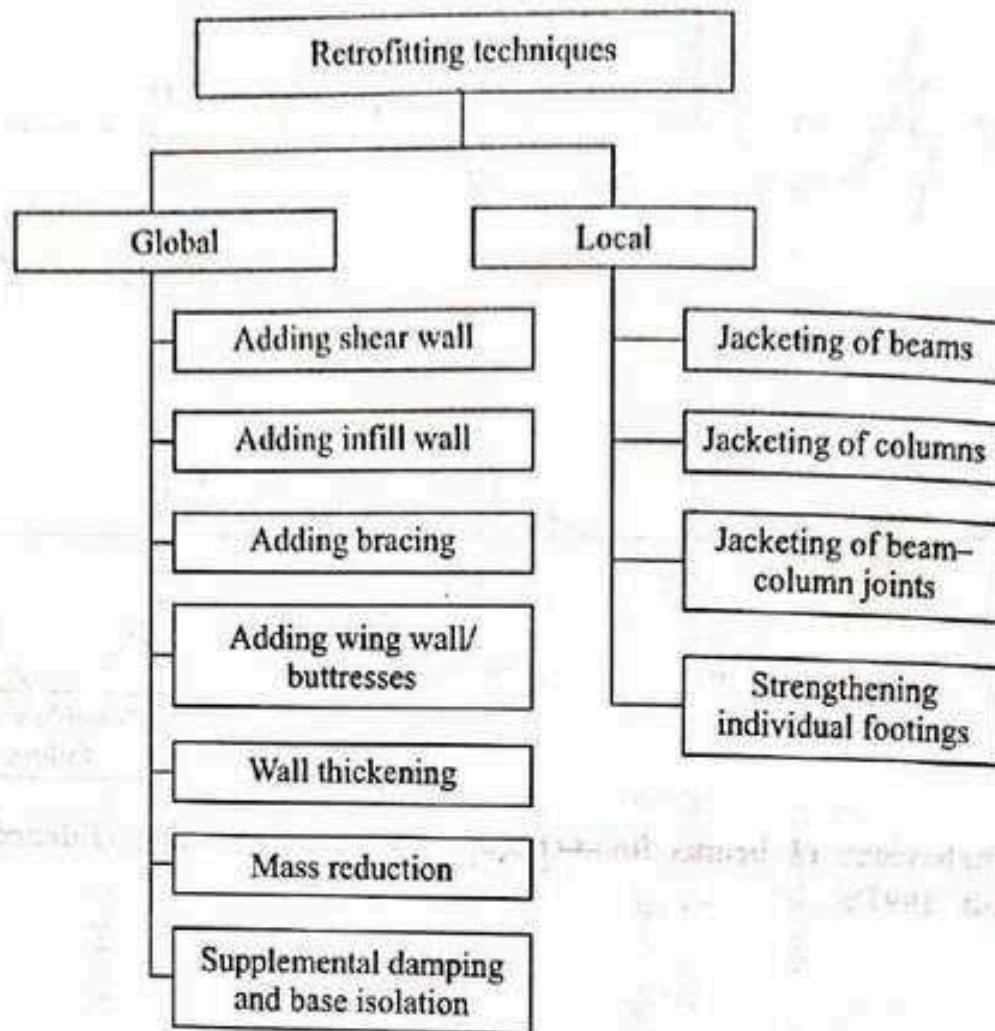 Retrofitting techniques
Global
Local
Adding shear wall
Adding infill wall
Adding bracing
Adding wing wall/
buttresses
Wall thickening
Mass reduction
Supplemental damping
and base isolation
Jacketing of beams
Jacketing of columns
Jacketing of beam–
column joints
Strengthening
individual footings